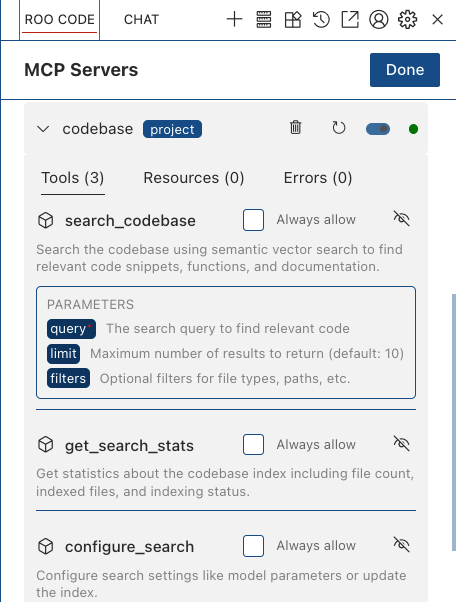 ROO CODE CHAT
MCP Servers Done
codebase project
Tools (3) Resources (0) Errors (0)
search_codebase Always allow
Search the codebase using semantic vector search to find
relevant code snippets, functions, and documentation.
PARAMETERS
query* The search query to find relevant code
limit Maximum number of results to return (default: 10)
filters Optional filters for file types, paths, etc.
get_search_stats Always allow
Get statistics about the codebase index including file count,
indexed files, and indexing status.
configure_search Always allow
Configure search settings like model parameters or update
the index.